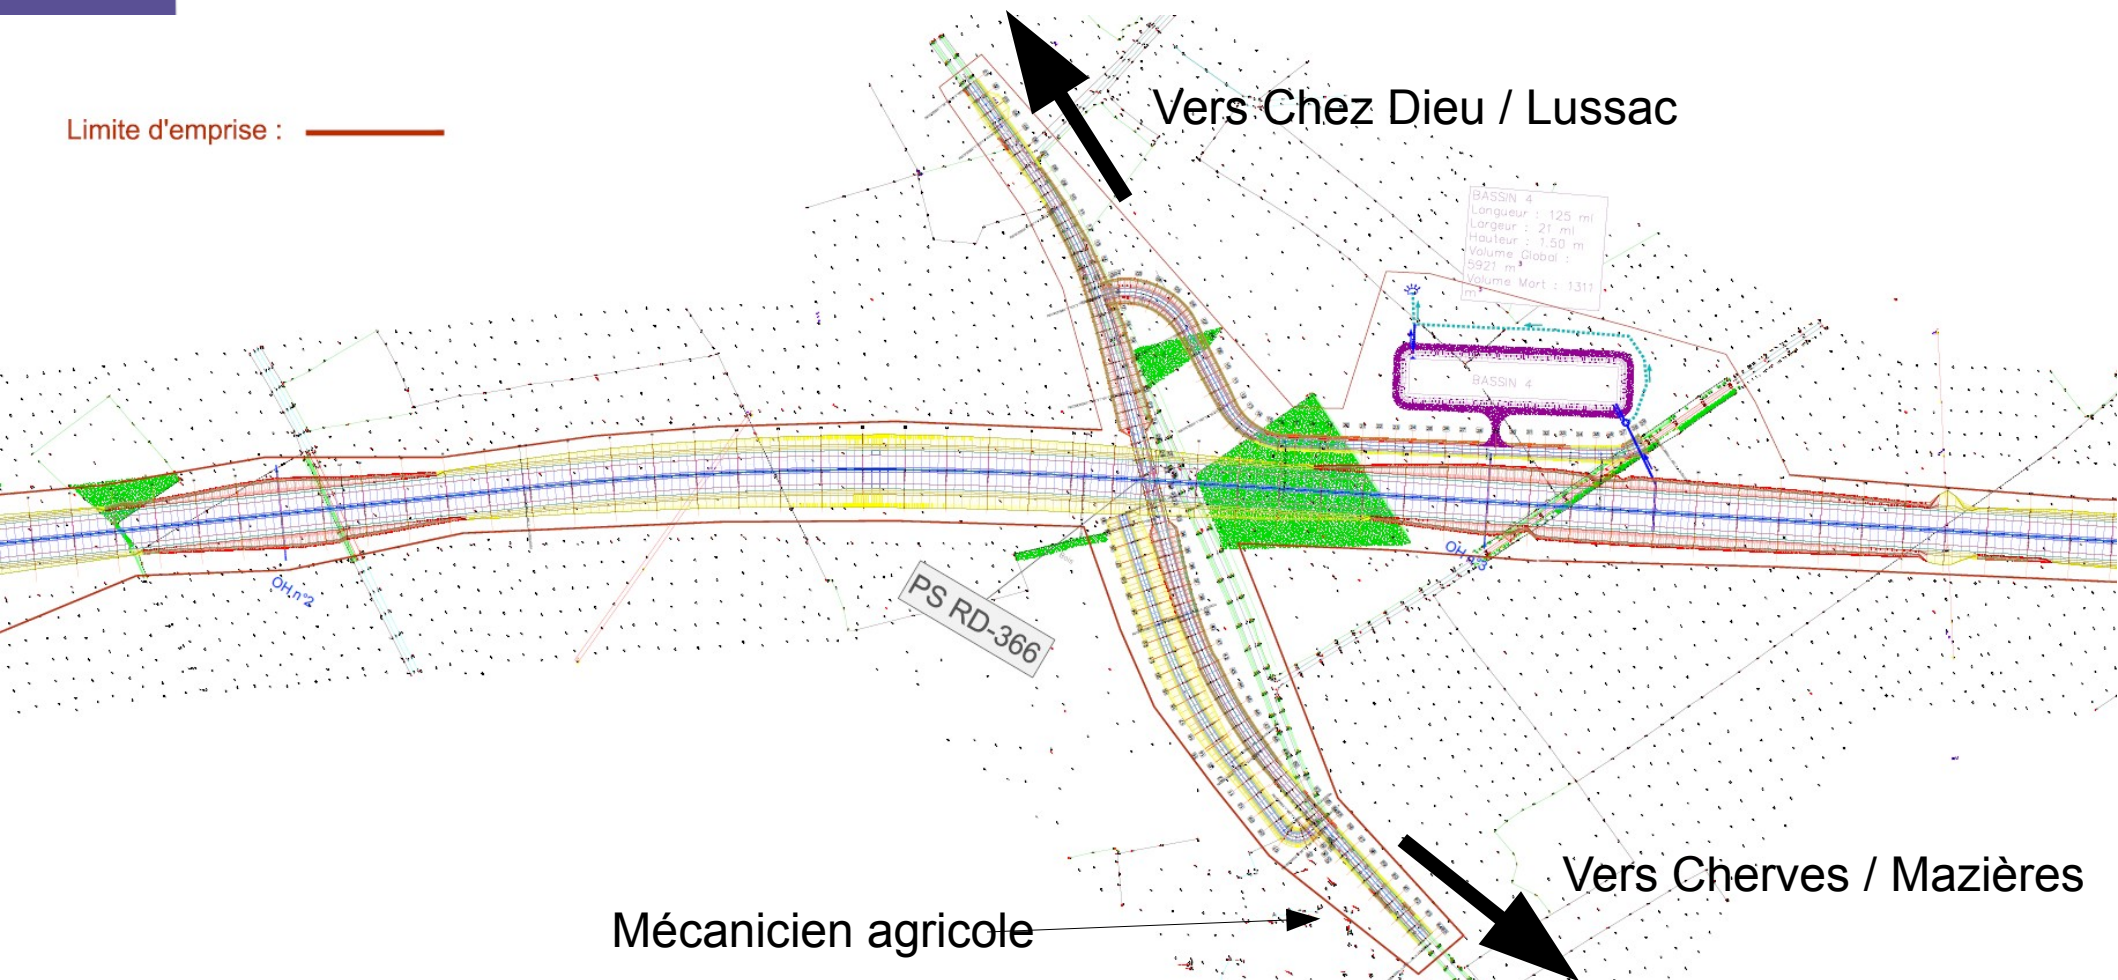 Vers Chez Dieu / Lussac
Limite d'emprise :
BASSIN 4
Longueur : 125 ml
Largeur : 21 ml
Hauteur : 1.50 m
Volume Global :
5921 m³
Volume Mort : 1311
m³
BASSIN 4
OH n°2
PS RD-366
Vers Cherves / Mazières
Mécanicien agricole